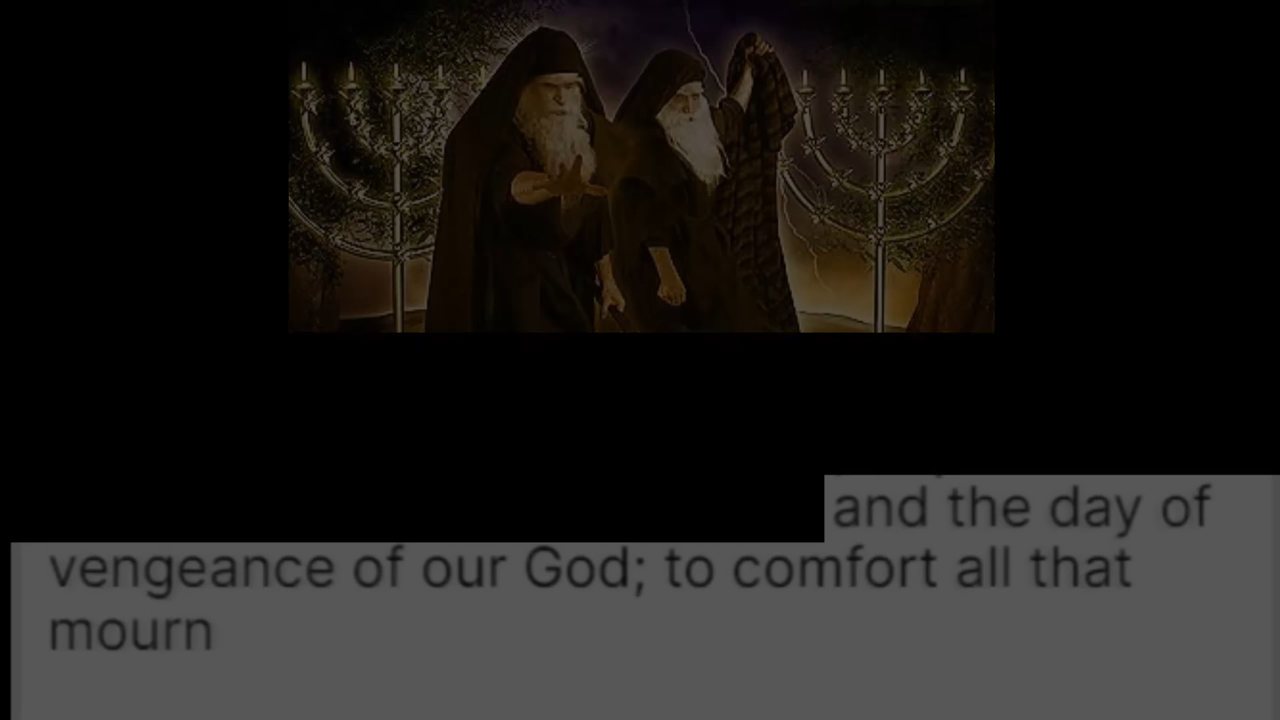 and the day of
vengeance of our God; to comfort all that
mourn